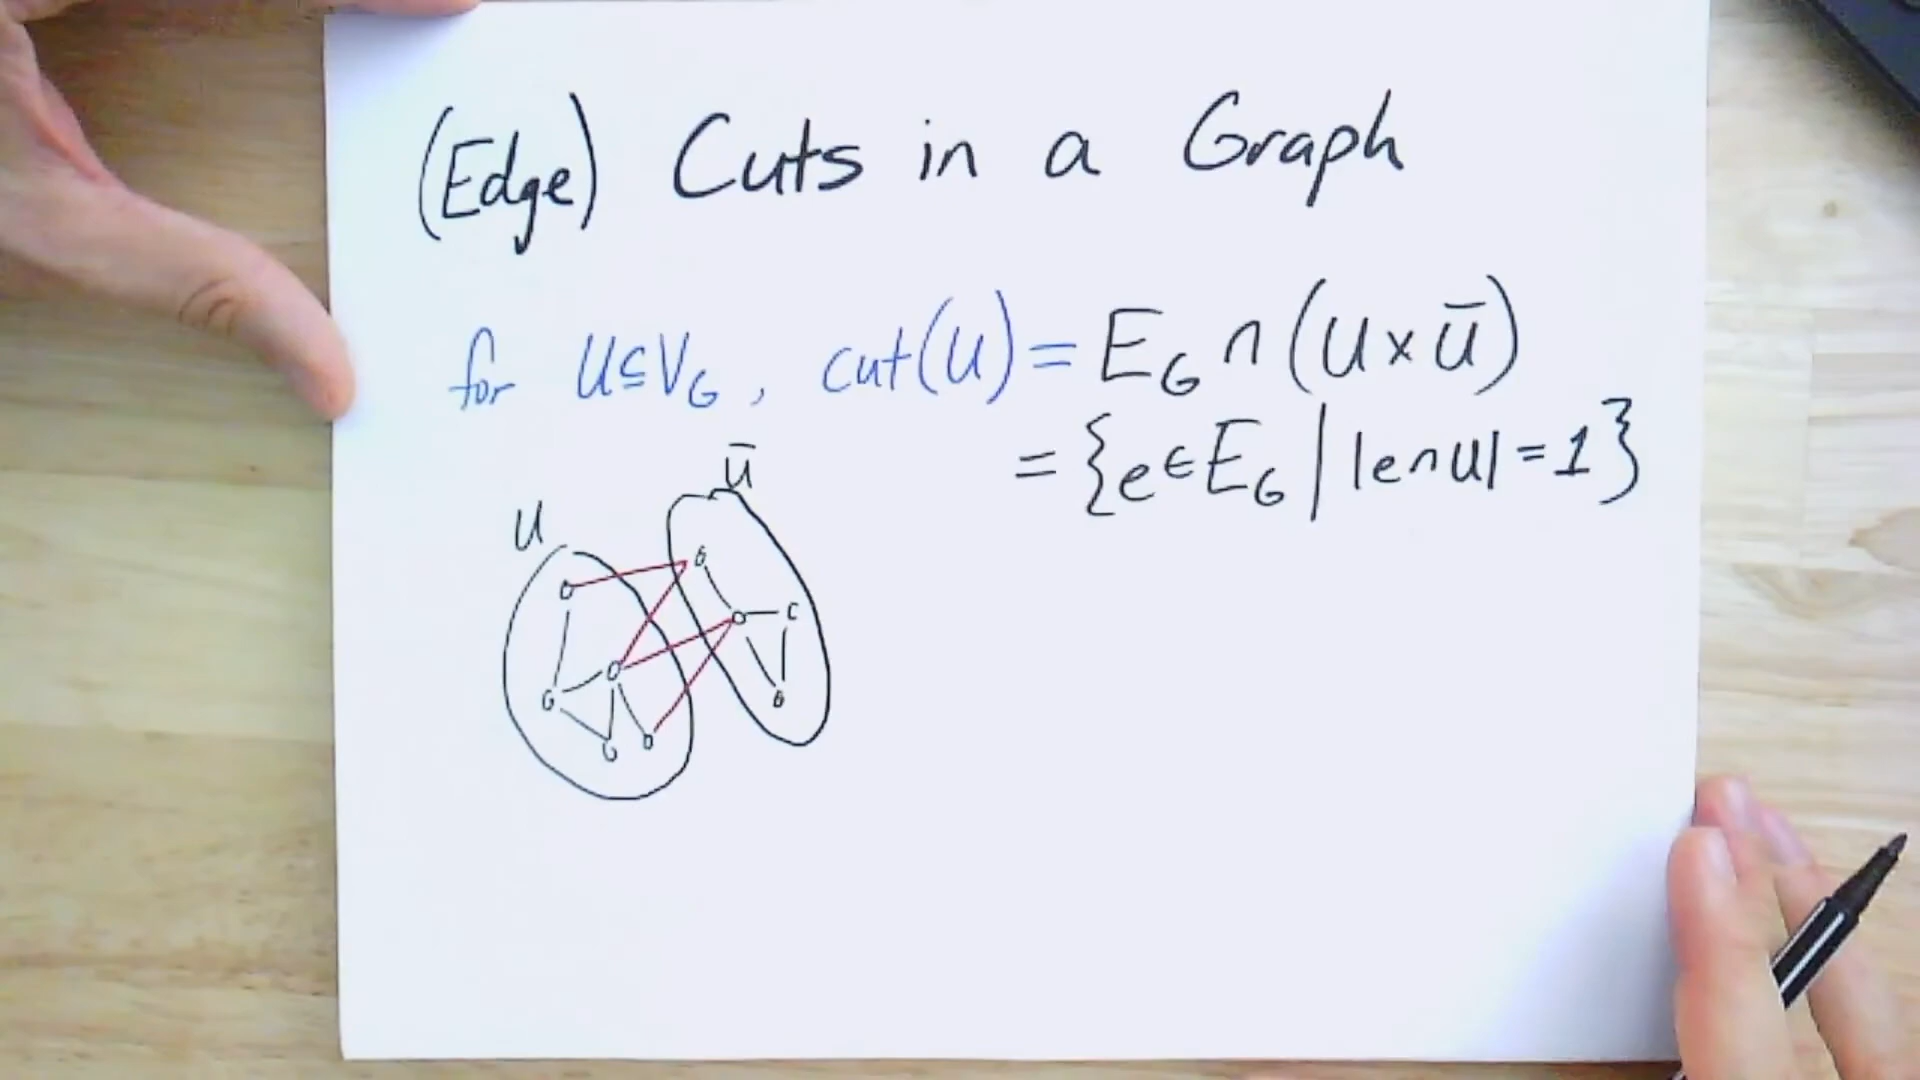 (Edge) Cuts in a Graph
for U⊆V_G, cut(U) = E_G ∩ (U × Ū)
= {e ∈ E_G | |e ∩ U| = 1}
Ū
U